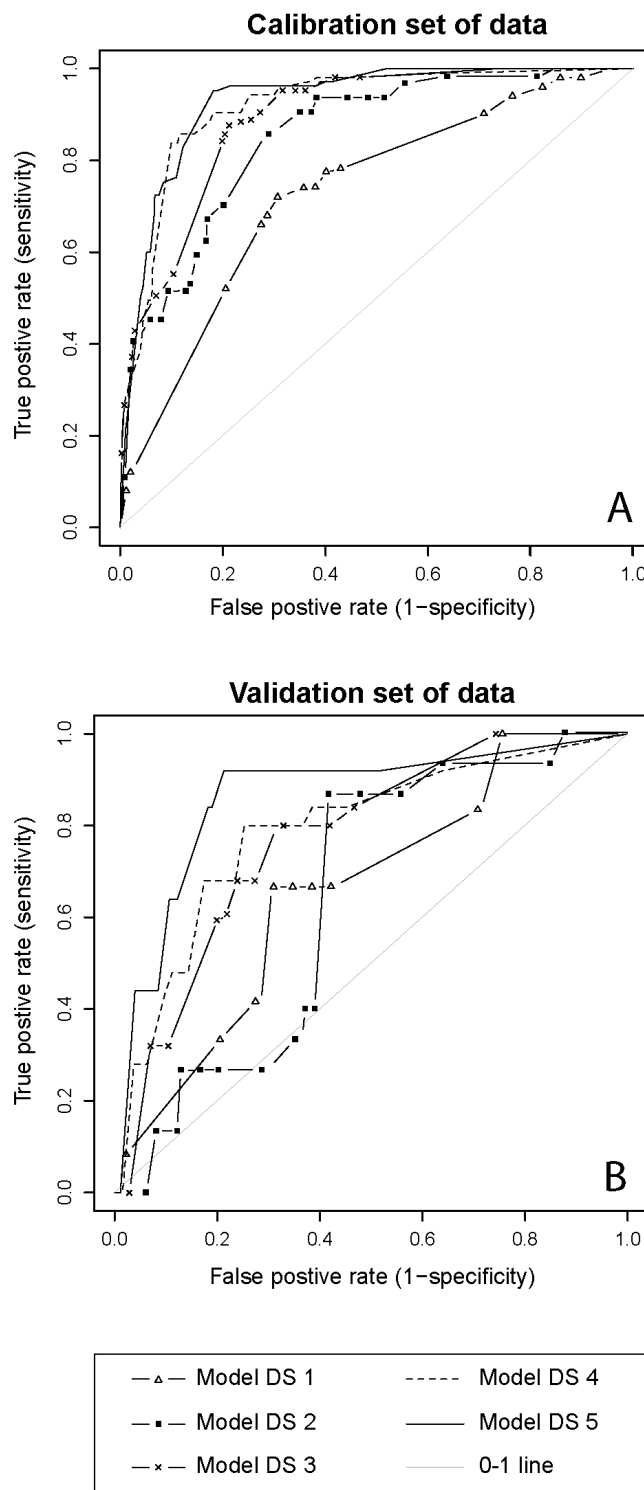 Calibration set of data
True postive rate (sensitivity)
1.0
0.8
0.6
0.4
0.2
0.0
A
0.0 0.2 0.4 0.6 0.8 1.0
False postive rate (1−specificity)
Validation set of data
True postive rate (sensitivity)
1.0
0.8
0.6
0.4
0.2
0.0
B
0.0 0.2 0.4 0.6 0.8 1.0
False postive rate (1−specificity)
Model DS 1 Model DS 4
Model DS 2 Model DS 5
Model DS 3 0-1 line